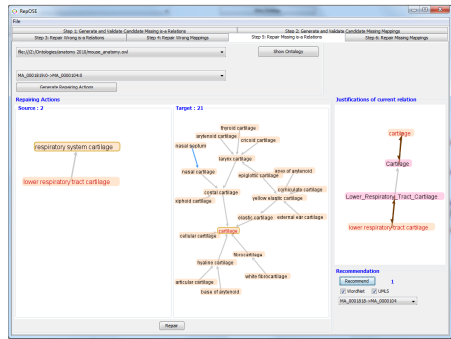 RepOSE
File
Step 1: Generate and Validate Candidate Missing is-a Relations
Step 2: Generate and Validate Candidate Missing Mappings
Step 3: Repair Wrong is-a Relations
Step 4: Repair Wrong Mappings
Step 5: Repair Missing is-a Relations
Step 6: Repair Missing Mappings
Show Ontology
MA_0001818:0->MA_0000104:0
Generate Repairing Actions
Repairing Actions
Source : 2
Target : 21
Justifications of current relation
respiratory system cartilage
lower respiratory tract cartilage
thyroid cartilage
arytenoid cartilage
cricoid cartilage
nasal septum
larynx cartilage
nasal cartilage
epiglottic cartilage
costal cartilage
corniculate cartilage
xiphoid cartilage
yellow elastic cartilage
elastic cartilage
external ear cartilage
cartilage
cellular cartilage
fibrocartilage
hyaline cartilage
white fibrocartilage
articular cartilage
base of arytenoid
cartilage
Cartilage
Lower_Respiratory_Tract_Cartilage
lower respiratory tract cartilage
Recommendation
Recommend
1
WordNet
UMLS
MA_0001818->MA_0000104
Repair